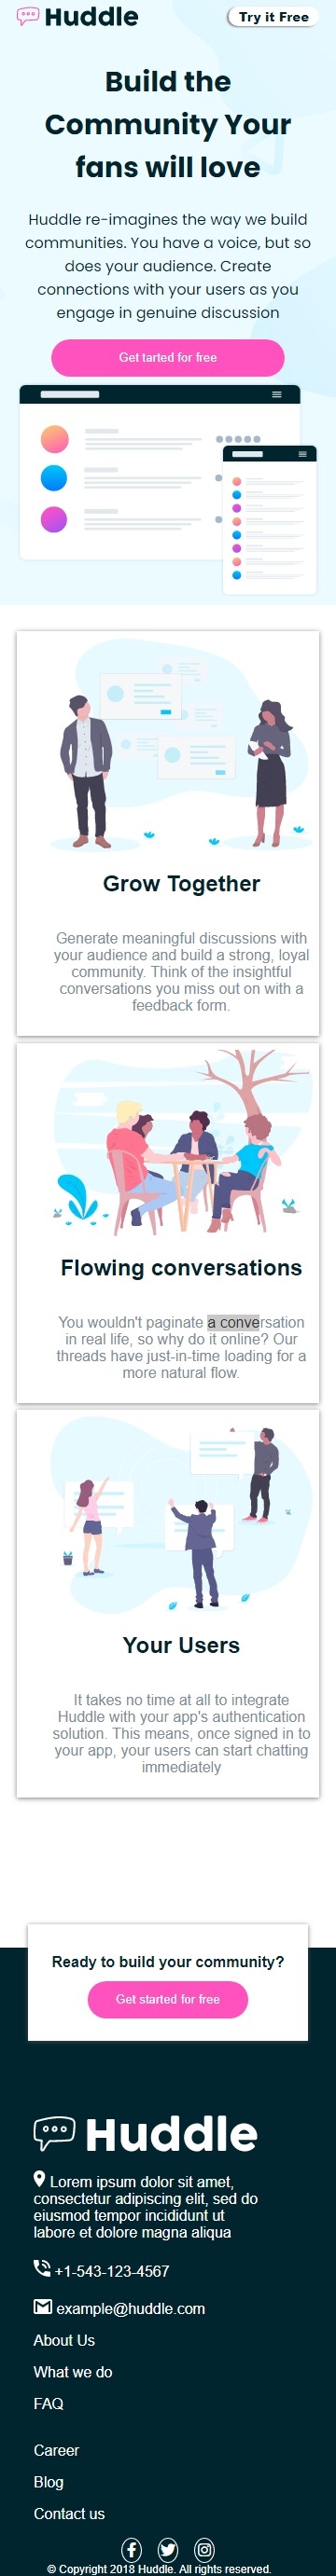 Huddle
Try it Free
Build the
Community Your
fans will love
Huddle re-imagines the way we build
communities. You have a voice, but so
does your audience. Create
connections with your users as you
engage in genuine discussion
Get tarted for free
Grow Together
Generate meaningful discussions with
your audience and build a strong, loyal
community. Think of the insightful
conversations you miss out on with a
feedback form.
Flowing conversations
You wouldn't paginate a conversation
in real life, so why do it online? Our
threads have just-in-time loading for a
more natural flow.
Your Users
It takes no time at all to integrate
Huddle with your app's authentication
solution. This means, once signed in to
your app, your users can start chatting
immediately
Ready to build your community?
Get started for free
Huddle
Lorem ipsum dolor sit amet,
consectetur adipiscing elit, sed do
eiusmod tempor incididunt ut
labore et dolore magna aliqua
+1-543-123-4567
example@huddle.com
About Us
What we do
FAQ
Career
Blog
Contact us
© Copyright 2018 Huddle. All rights reserved.